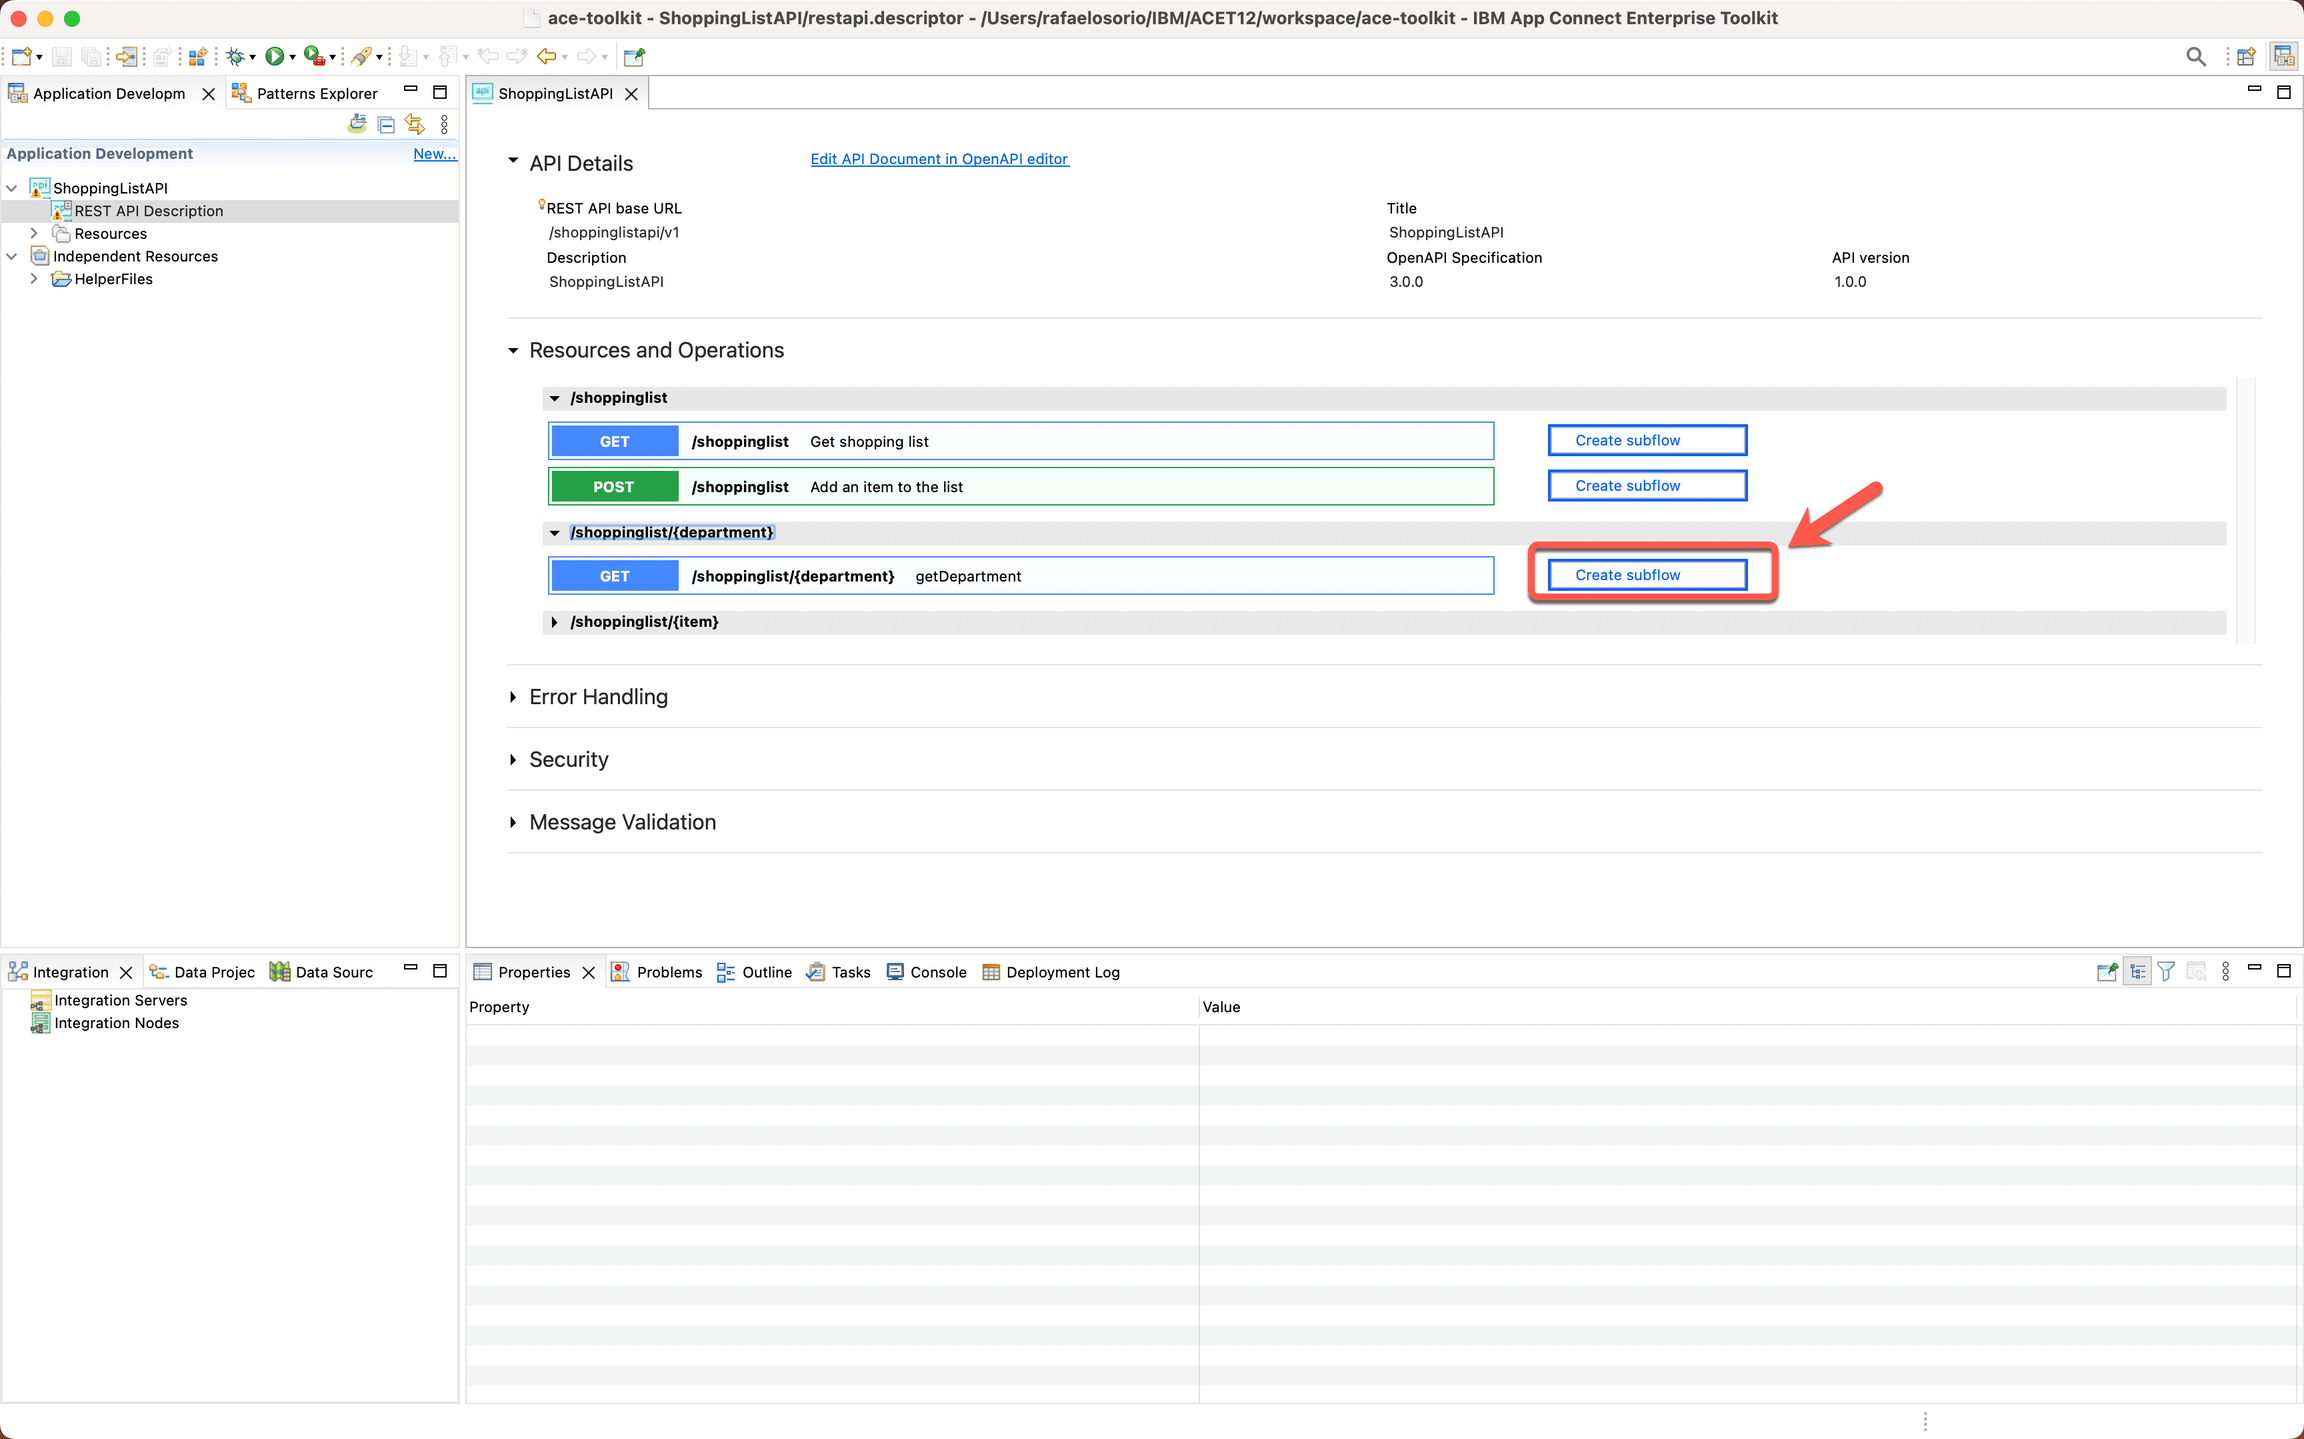 ace-toolkit - ShoppingListAPI/restapi.descriptor - /Users/rafaelosorio/IBM/ACET12/workspace/ace-toolkit - IBM App Connect Enterprise Toolkit
Application Developm
Patterns Explorer
ShoppingListAPI
Application Development
New...
ShoppingListAPI
REST API Description
Resources
Independent Resources
HelperFiles
API Details
Edit API Document in OpenAPI editor
REST API base URL
Title
/shoppinglistapi/v1
ShoppingListAPI
Description
OpenAPI Specification
API version
ShoppingListAPI
3.0.0
1.0.0
Resources and Operations
/shoppinglist
GET /shoppinglist Get shopping list Create subflow
POST /shoppinglist Add an item to the list Create subflow
/shoppinglist/{department}
GET /shoppinglist/{department} getDepartment Create subflow
/shoppinglist/{item}
Error Handling
Security
Message Validation
Integration
Data Projec
Data Sourc
Integration Servers
Integration Nodes
Properties
Problems
Outline
Tasks
Console
Deployment Log
Property
Value